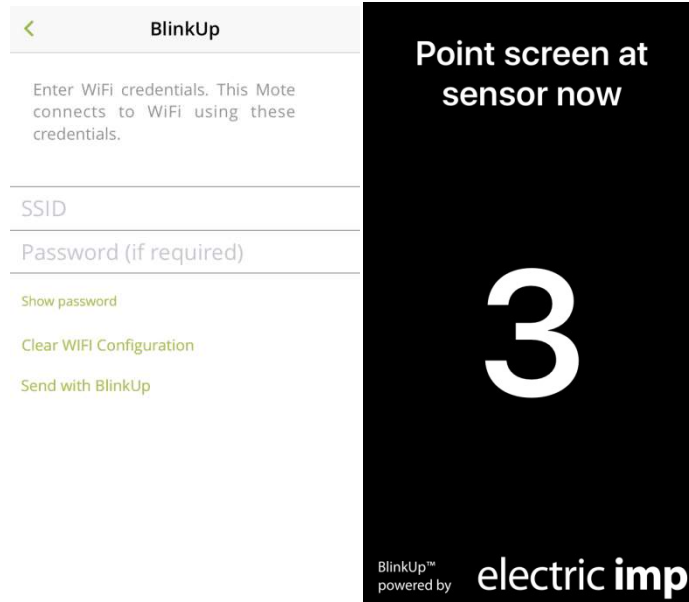 BlinkUp
Enter WiFi credentials. This Mote
connects to WiFi using these
credentials.
SSID
Password (if required)
Show password
Clear WIFI Configuration
Send with BlinkUp
Point screen at
sensor now
3
BlinkUp™
powered by
electric imp